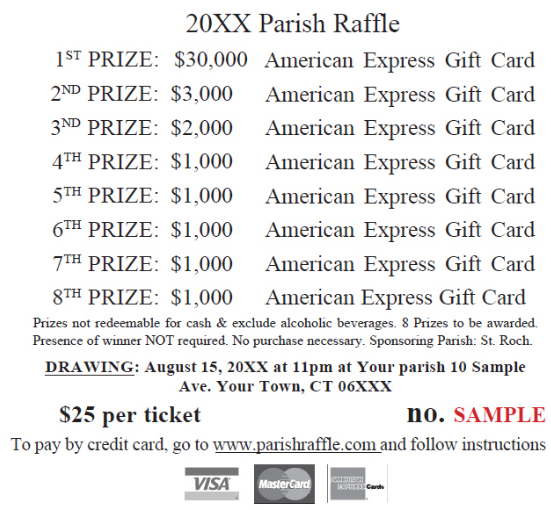 20XX Parish Raffle
1ST PRIZE: $30,000 American Express Gift Card
2ND PRIZE: $3,000 American Express Gift Card
3ND PRIZE: $2,000 American Express Gift Card
4TH PRIZE: $1,000 American Express Gift Card
5TH PRIZE: $1,000 American Express Gift Card
6TH PRIZE: $1,000 American Express Gift Card
7TH PRIZE: $1,000 American Express Gift Card
8TH PRIZE: $1,000 American Express Gift Card
Prizes not redeemable for cash & exclude alcoholic beverages. 8 Prizes to be awarded.
Presence of winner NOT required. No purchase necessary. Sponsoring Parish: St. Roch.
DRAWING: August 15, 20XX at 11pm at Your parish 10 Sample
Ave. Your Town, CT 06XXX
$25 per ticket no. SAMPLE
To pay by credit card, go to www.parishraffle.com and follow instructions
VISA MasterCard AMERICAN EXPRESS Cards